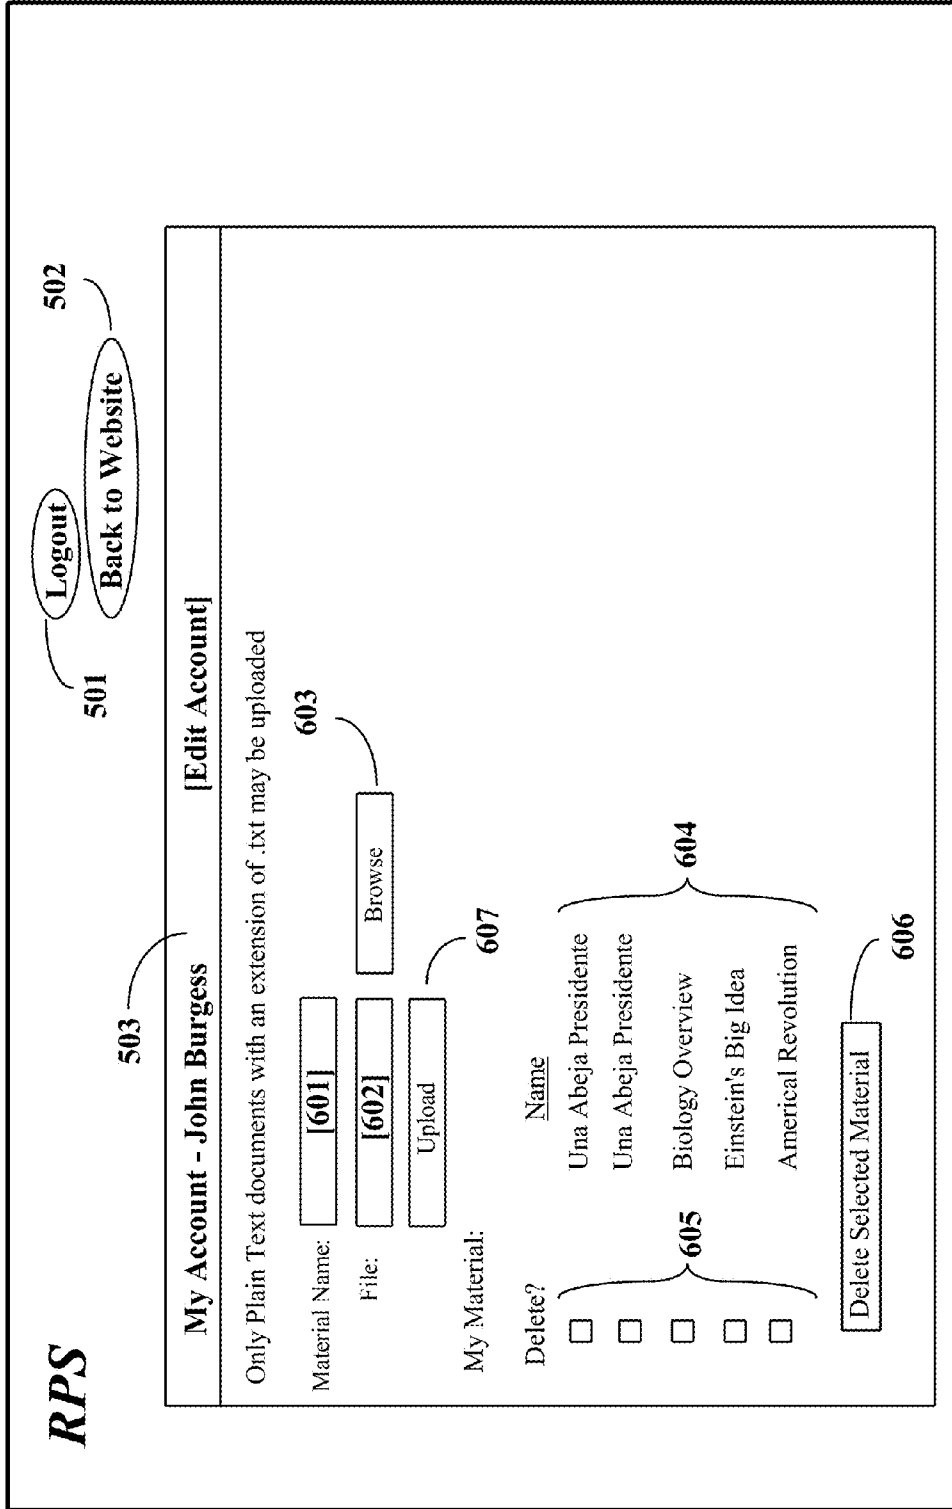 RPS
501
Logout
Back to Website
502
503
My Account - John Burgess [Edit Account]
Only Plain Text documents with an extension of .txt may be uploaded
Material Name: [601]
603
File: [602] Browse
Upload
607
My Material:
Delete? Name
Una Abeja Presidente
Una Abeja Presidente
605 Biology Overview 604
Einstein's Big Idea
Americal Revolution
Delete Selected Material
606